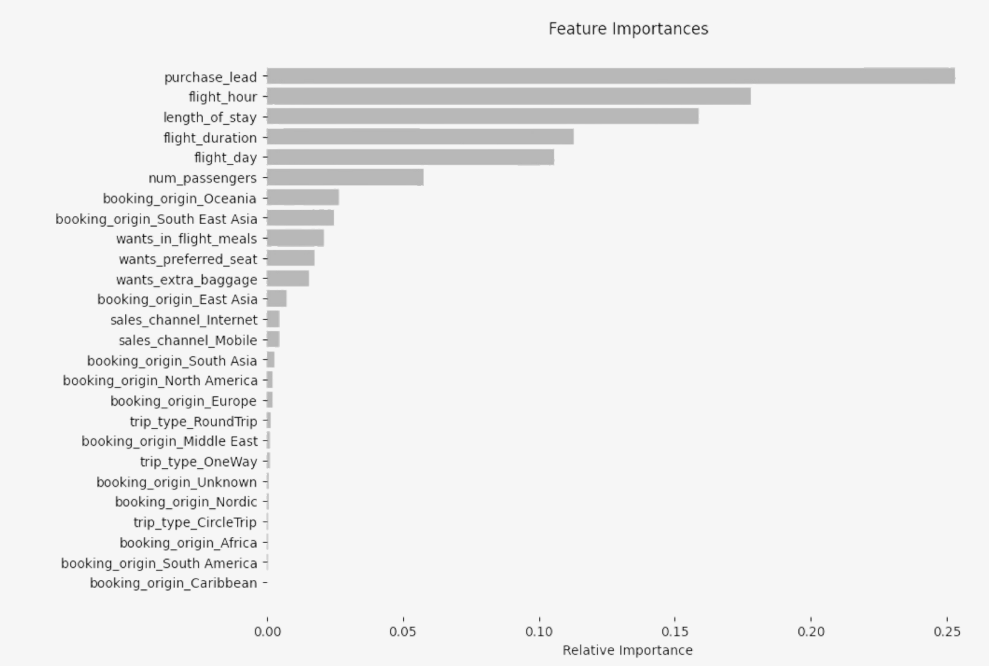 Feature Importances
purchase_lead
flight_hour
length_of_stay
flight_duration
flight_day
num_passengers
booking_origin_Oceania
booking_origin_South East Asia
wants_in_flight_meals
wants_preferred_seat
wants_extra_baggage
booking_origin_East Asia
sales_channel_Internet
sales_channel_Mobile
booking_origin_South Asia
booking_origin_North America
booking_origin_Europe
trip_type_RoundTrip
booking_origin_Middle East
trip_type_OneWay
booking_origin_Unknown
booking_origin_Nordic
trip_type_CircleTrip
booking_origin_Africa
booking_origin_South America
booking_origin_Caribbean
0.00 0.05 0.10 0.15 0.20 0.25
Relative Importance